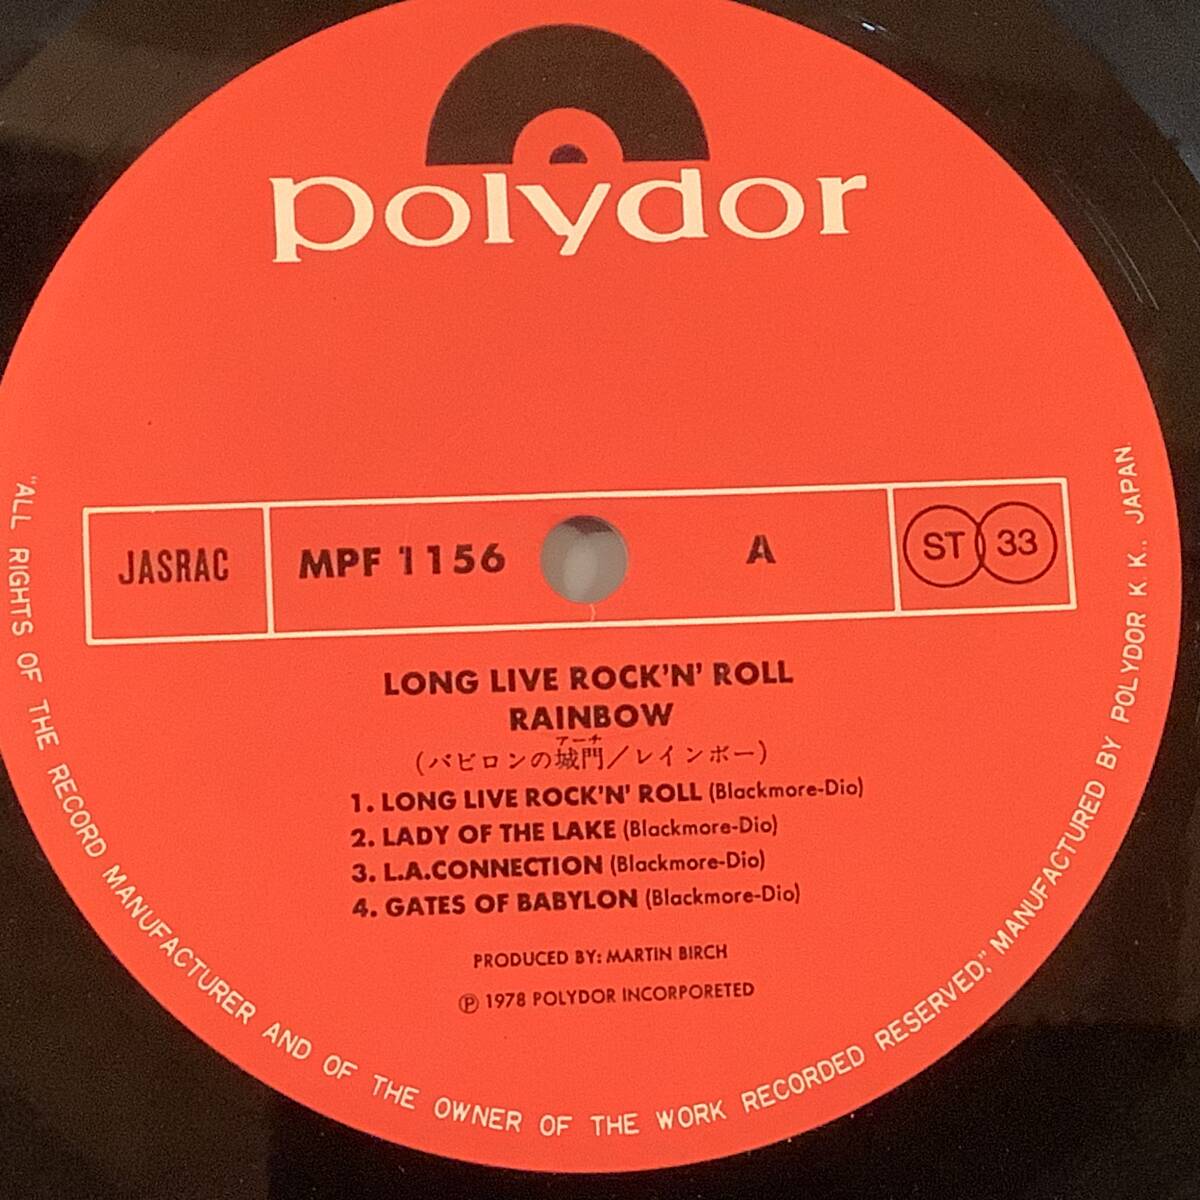 polydor
JASRAC MPF 1156 A ST 33
LONG LIVE ROCK'N' ROLL
RAINBOW
アーチ
(バビロンの城門/レインボー)
1. LONG LIVE ROCK'N' ROLL (Blackmore-Dio)
2. LADY OF THE LAKE (Blackmore-Dio)
3. L.A.CONNECTION (Blackmore-Dio)
4. GATES OF BABYLON (Blackmore-Dio)
PRODUCED BY: MARTIN BIRCH
Ⓟ 1978 POLYDOR INCORPORETED
"ALL RIGHTS OF THE RECORD MANUFACTURER AND OF THE OWNER OF THE WORK RECORDED RESERVED," MANUFACTURED BY POLYDOR K.K., JAPAN.